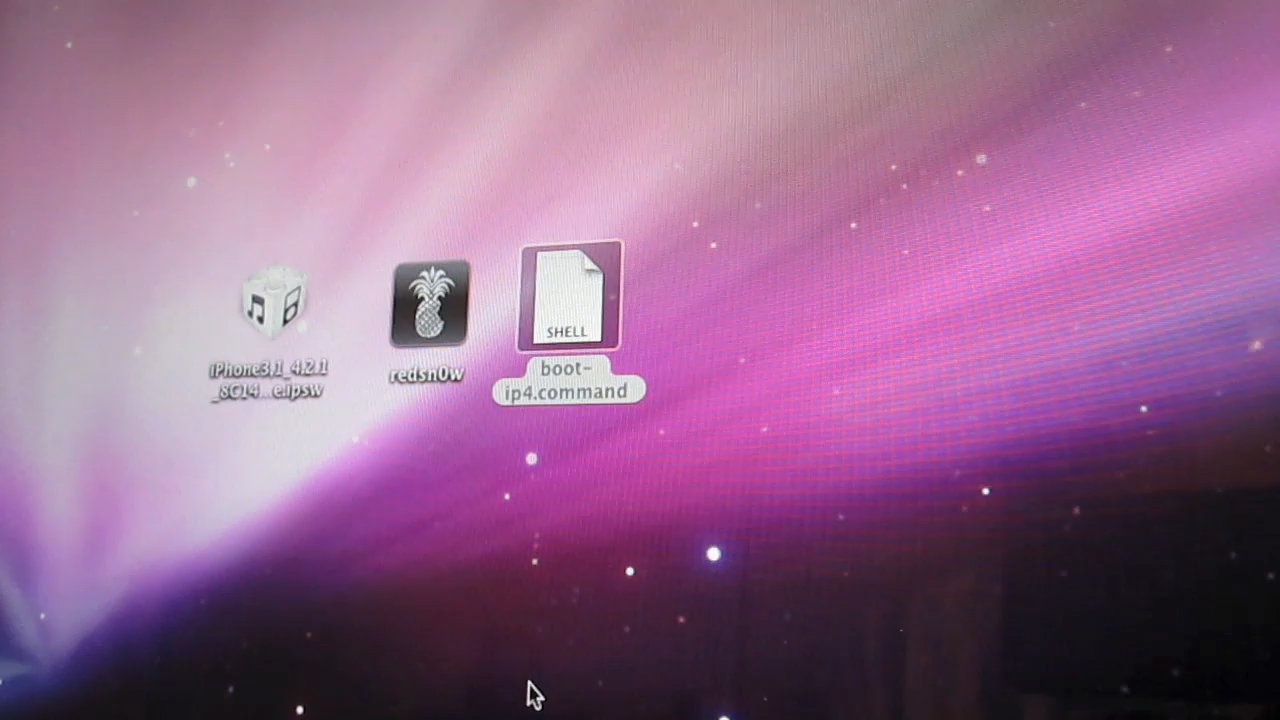 iPhone3,1_4.2.1
_8C14...e.ipsw
redsn0w
SHELL
boot-
ip4.command